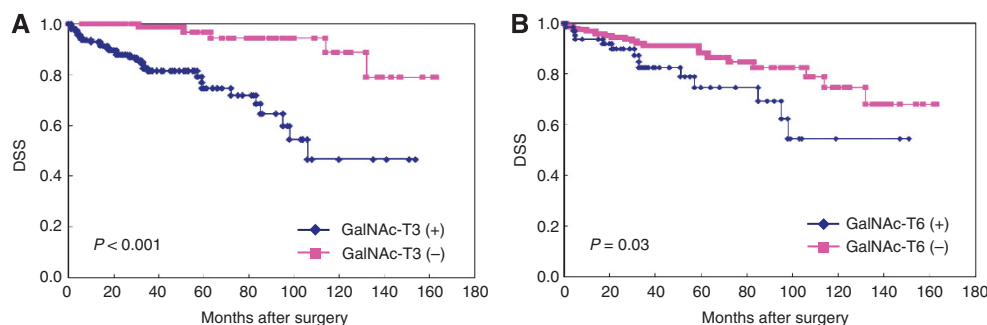 A
1.0
0.8
0.6
0.4
0.2
0.0
DSS
P < 0.001
GalNAc-T3 (+)
GalNAc-T3 (–)
0 20 40 60 80 100 120 140 160 180
Months after surgery
B
1.0
0.8
0.6
0.4
0.2
0.0
DSS
P = 0.03
GalNAc-T6 (+)
GalNAc-T6 (–)
0 20 40 60 80 100 120 140 160 180
Months after surgery